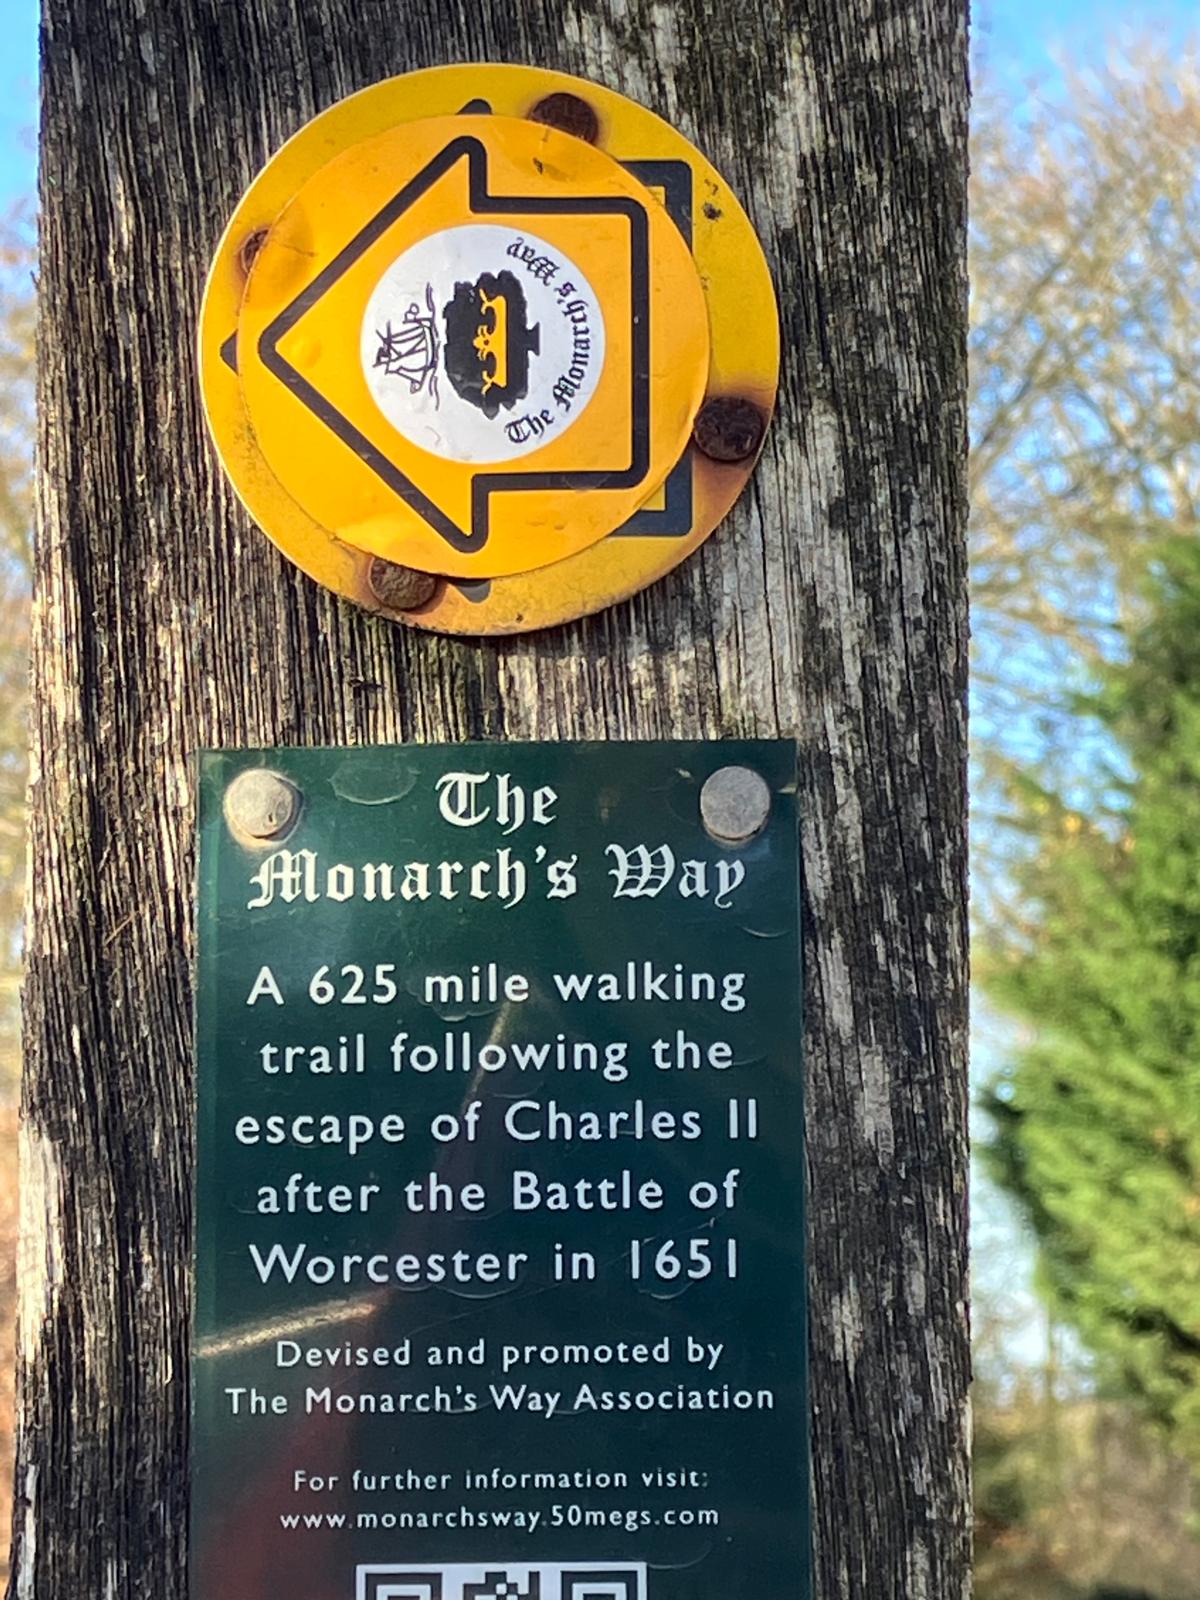 The Monarch's Way
The
Monarch's Way
A 625 mile walking
trail following the
escape of Charles II
after the Battle of
Worcester in 1651
Devised and promoted by
The Monarch's Way Association
For further information visit:
www.monarchsway.50megs.com